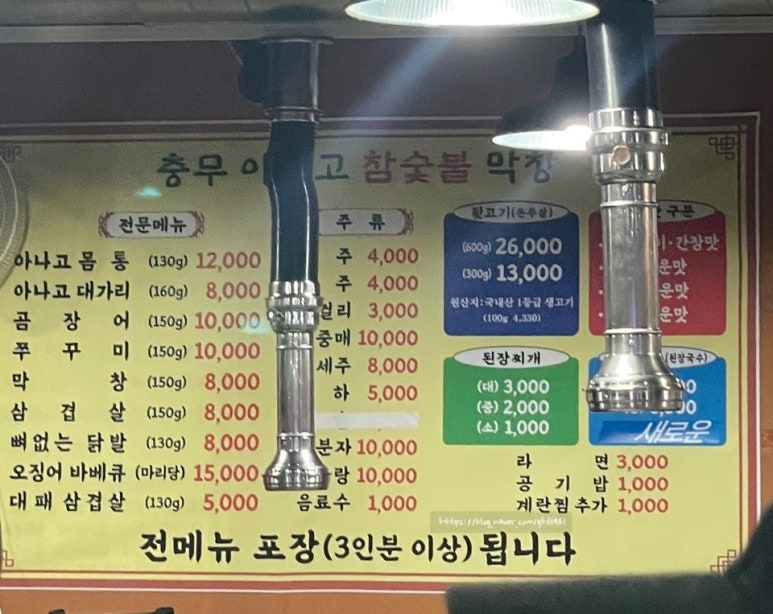 충무 고 참숯불 막창
전문메뉴
아나고 몸 통 (130g) 12,000
아나고 대가리 (160g) 8,000
곰 장 어 (150g) 10,000
쭈 꾸 미 (150g) 10,000
막 창 (150g) 8,000
삼 겹 살 (150g) 8,000
뼈없는 닭발 (130g) 8,000
오징어 바베큐 (마리당) 15,000
대패삼겹살 (130g) 5,000
주 류
주 4,000
주 4,000
걸리 3,000
중매 10,000
세주 8,000
하 5,000
분자 10,000
랑 10,000
음료수 1,000
뒷고기(돈두살)
(600g) 26,000
(300g) 13,000
원산지:국내산 1등급 생고기
(100g 4,330)
구분
·간장맛
운맛
운맛
운맛
된장찌개
(대) 3,000
(중) 2,000
(소) 1,000
(된장국수)
새로운
라 면 3,000
공 기 밥 1,000
계란찜추가 1,000
전메뉴 포장(3인분 이상)됩니다